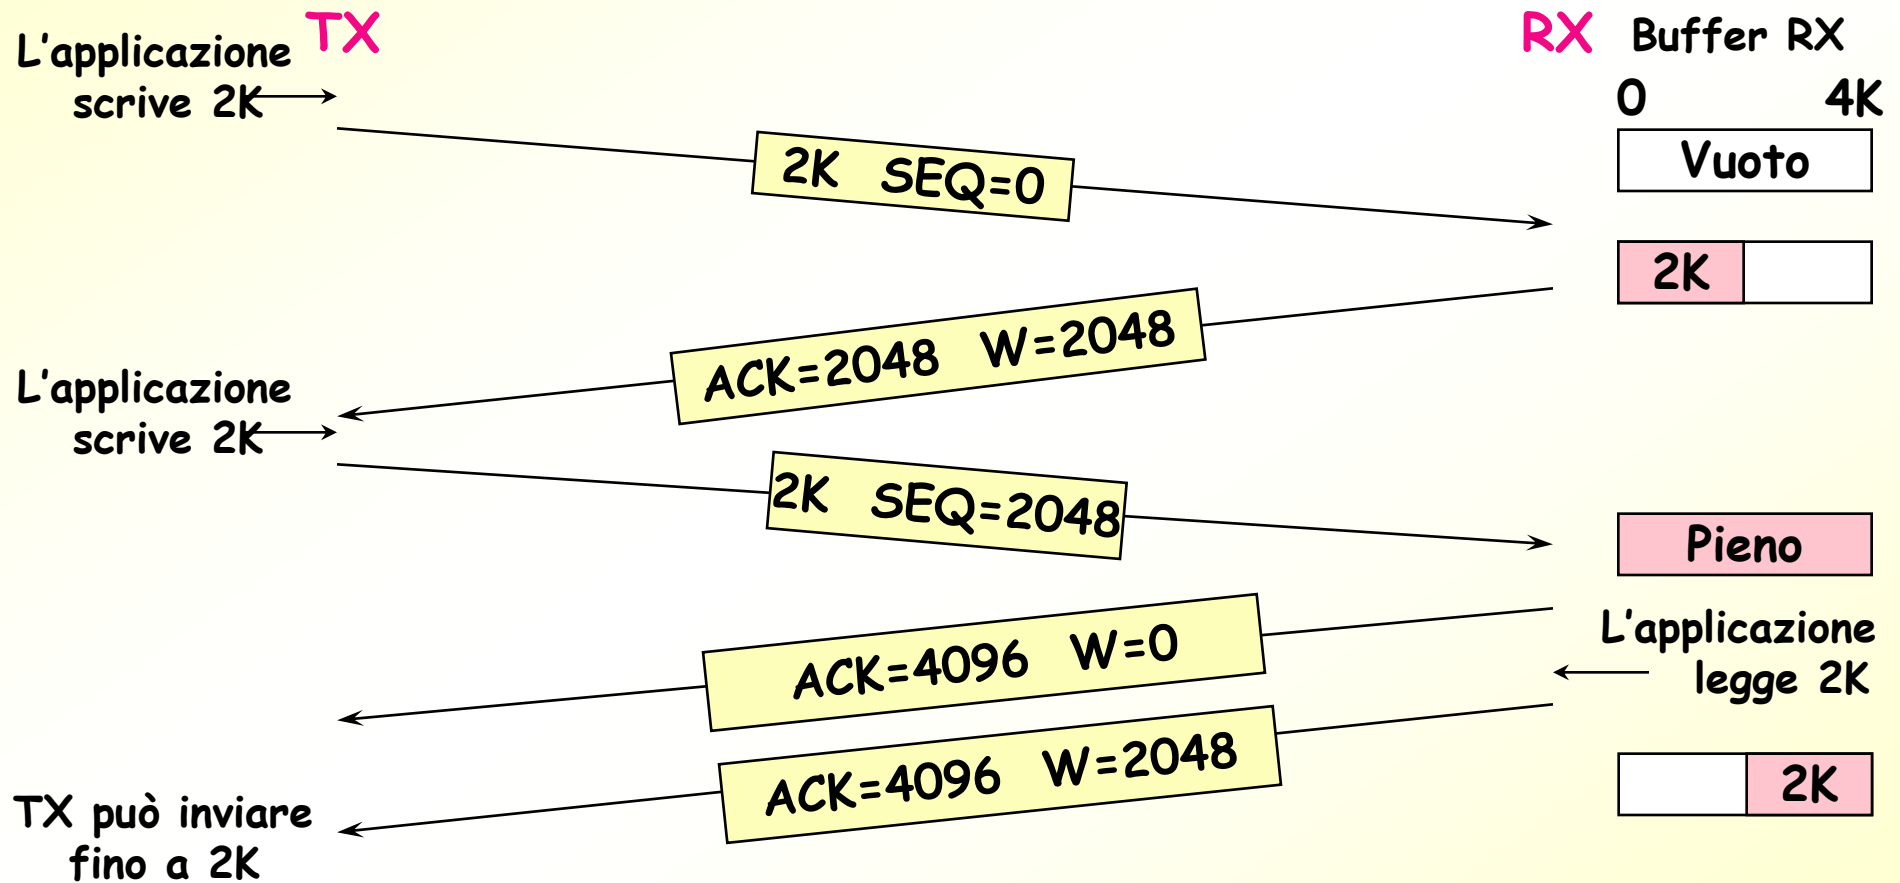 TX
RX
Buffer RX
L'applicazione
scrive 2K
0
4K
Vuoto
2K SEQ=0
2K
ACK=2048 W=2048
L'applicazione
scrive 2K
2K SEQ=2048
Pieno
ACK=4096 W=0
L'applicazione
legge 2K
ACK=4096 W=2048
2K
TX può inviare
fino a 2K